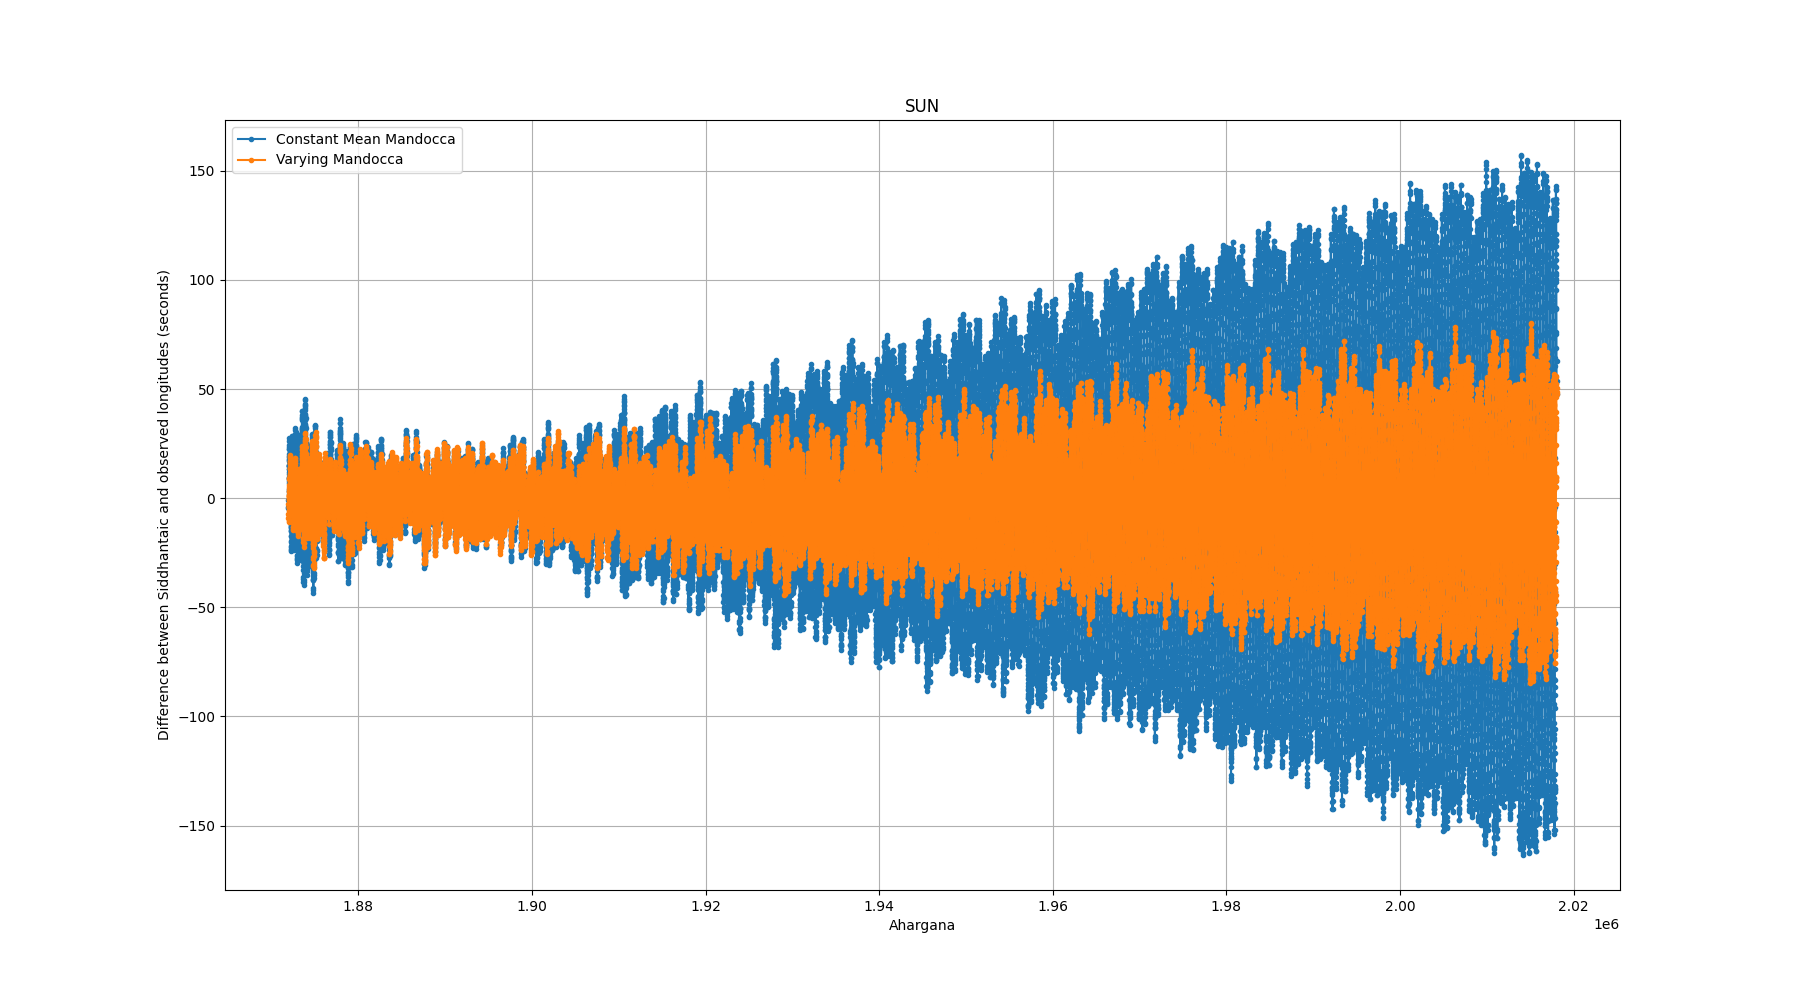 SUN
Constant Mean Mandocca
Varying Mandocca
150
100
50
0
−50
−100
−150
Difference between Siddhantaic and observed longitudes (seconds)
1.88 1.90 1.92 1.94 1.96 1.98 2.00 2.02
1e6
Ahargana